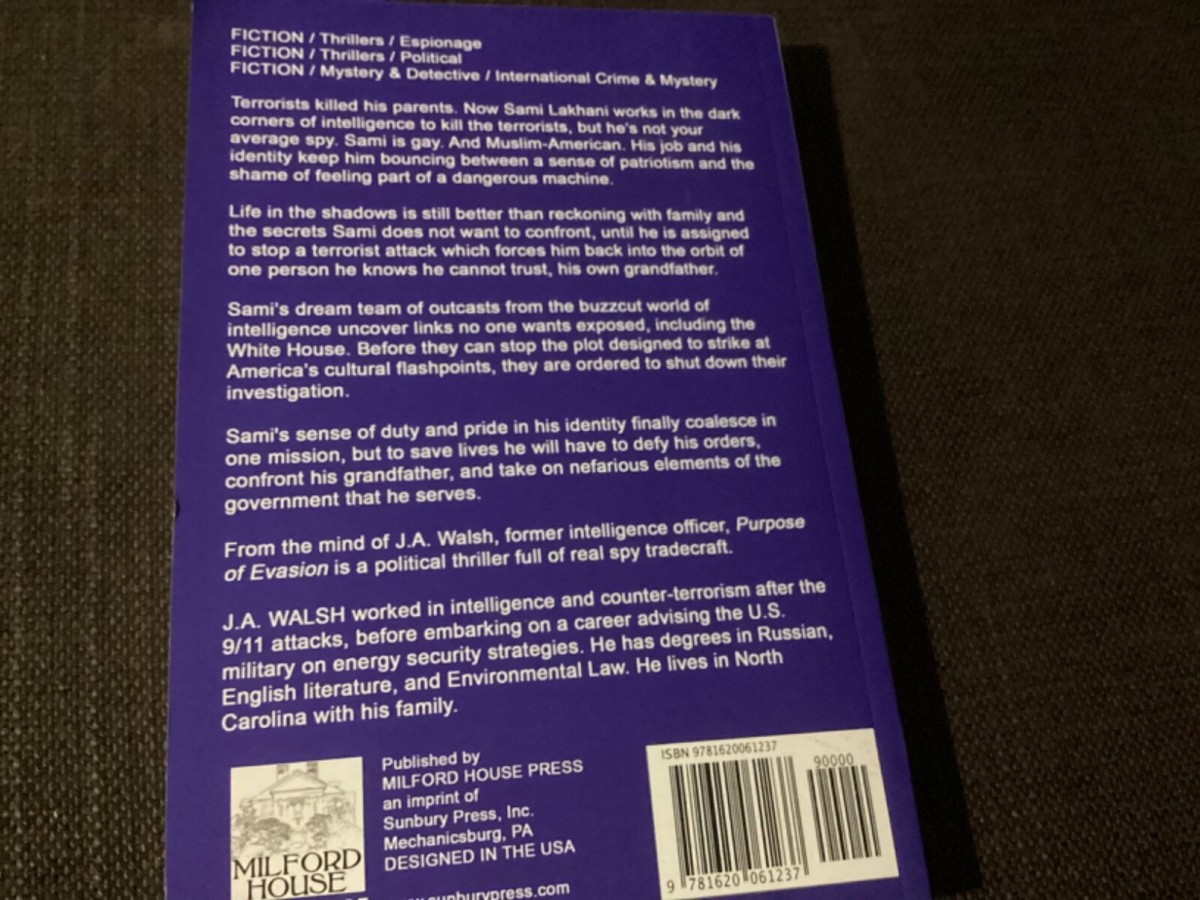 FICTION / Thrillers / Espionage
FICTION / Thrillers / Political
FICTION / Mystery & Detective / International Crime & Mystery
Terrorists killed his parents. Now Sami Lakhani works in the dark
corners of intelligence to kill the terrorists, but he's not your
average spy. Sami is gay. And Muslim-American. His job and his
identity keep him bouncing between a sense of patriotism and the
shame of feeling part of a dangerous machine.
Life in the shadows is still better than reckoning with family and
the secrets Sami does not want to confront, until he is assigned
to stop a terrorist attack which forces him back into the orbit of
one person he knows he cannot trust, his own grandfather.
Sami's dream team of outcasts from the buzzcut world of
intelligence uncover links no one wants exposed, including the
White House. Before they can stop the plot designed to strike at
America's cultural flashpoints, they are ordered to shut down their
investigation.
Sami's sense of duty and pride in his identity finally coalesce in
one mission, but to save lives he will have to defy his orders,
confront his grandfather, and take on nefarious elements of the
government that he serves.
From the mind of J.A. Walsh, former intelligence officer, Purpose
of Evasion is a political thriller full of real spy tradecraft.
J.A. WALSH worked in intelligence and counter-terrorism after the
9/11 attacks, before embarking on a career advising the U.S.
military on energy security strategies. He has degrees in Russian,
English literature, and Environmental Law. He lives in North
Carolina with his family.
MILFORD
HOUSE
Published by
MILFORD HOUSE PRESS
an imprint of
Sunbury Press, Inc.
Mechanicsburg, PA
DESIGNED IN THE USA
sunburypress.com
ISBN 9781620061237
90000
9 781620 061237